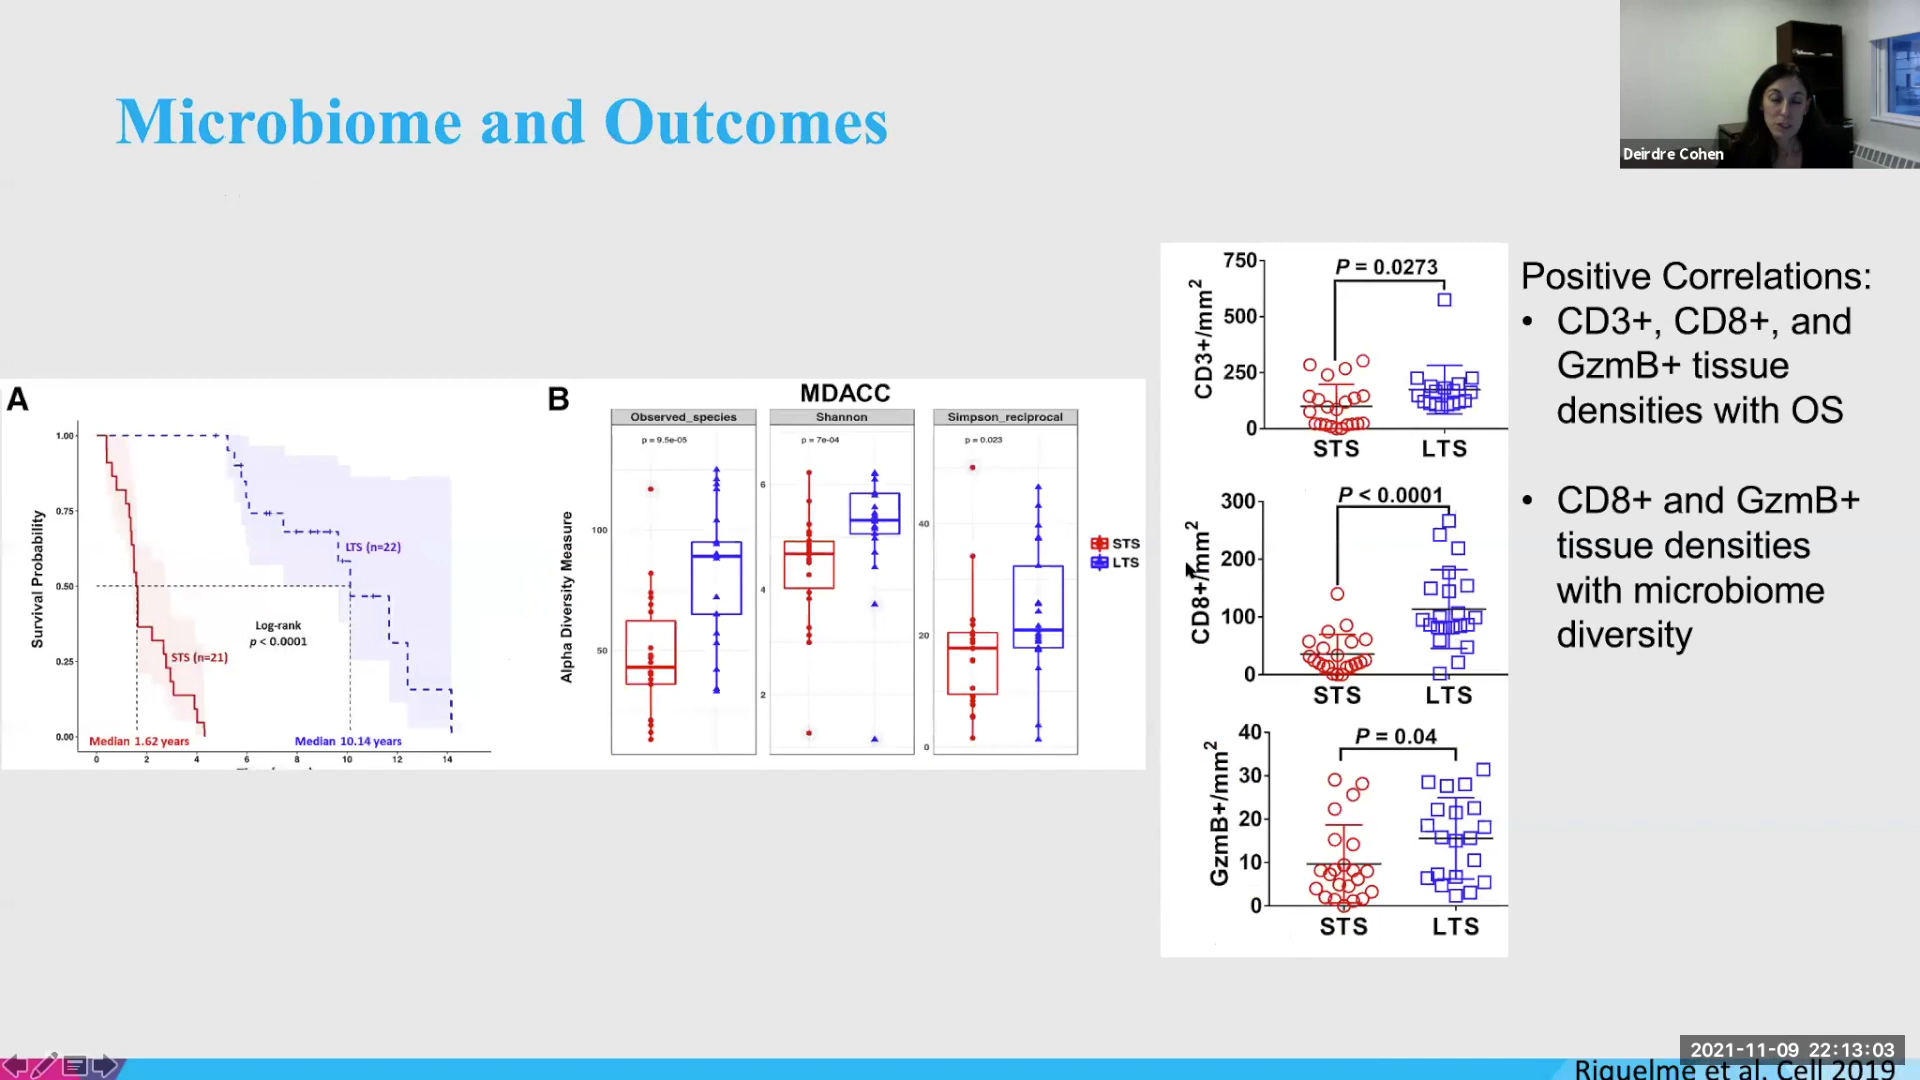 Microbiome and Outcomes
Deirdre Cohen
A
Survival Probability
1.00
0.75
0.50
0.25
0.00
LTS (n=22)
Log-rank
p < 0.0001
STS (n=21)
Median 1.62 years
Median 10.14 years
0 2 4 6 8 10 12 14
B
MDACC
Alpha Diversity Measure
Observed_species
p = 9.5e-05
100
50
Shannon
p = 7e-04
6
4
2
Simpson_reciprocal
p = 0.023
40
20
0
STS
LTS
CD3+/mm2
750
500
250
0
P = 0.0273
STS LTS
CD8+/mm2
300
200
100
0
P < 0.0001
STS LTS
GzmB+/mm2
40
30
20
10
0
P = 0.04
STS LTS
Positive Correlations:
• CD3+, CD8+, and
GzmB+ tissue
densities with OS
• CD8+ and GzmB+
tissue densities
with microbiome
diversity
2021-11-09 22:13:03
Riquelme et al. Cell 2019